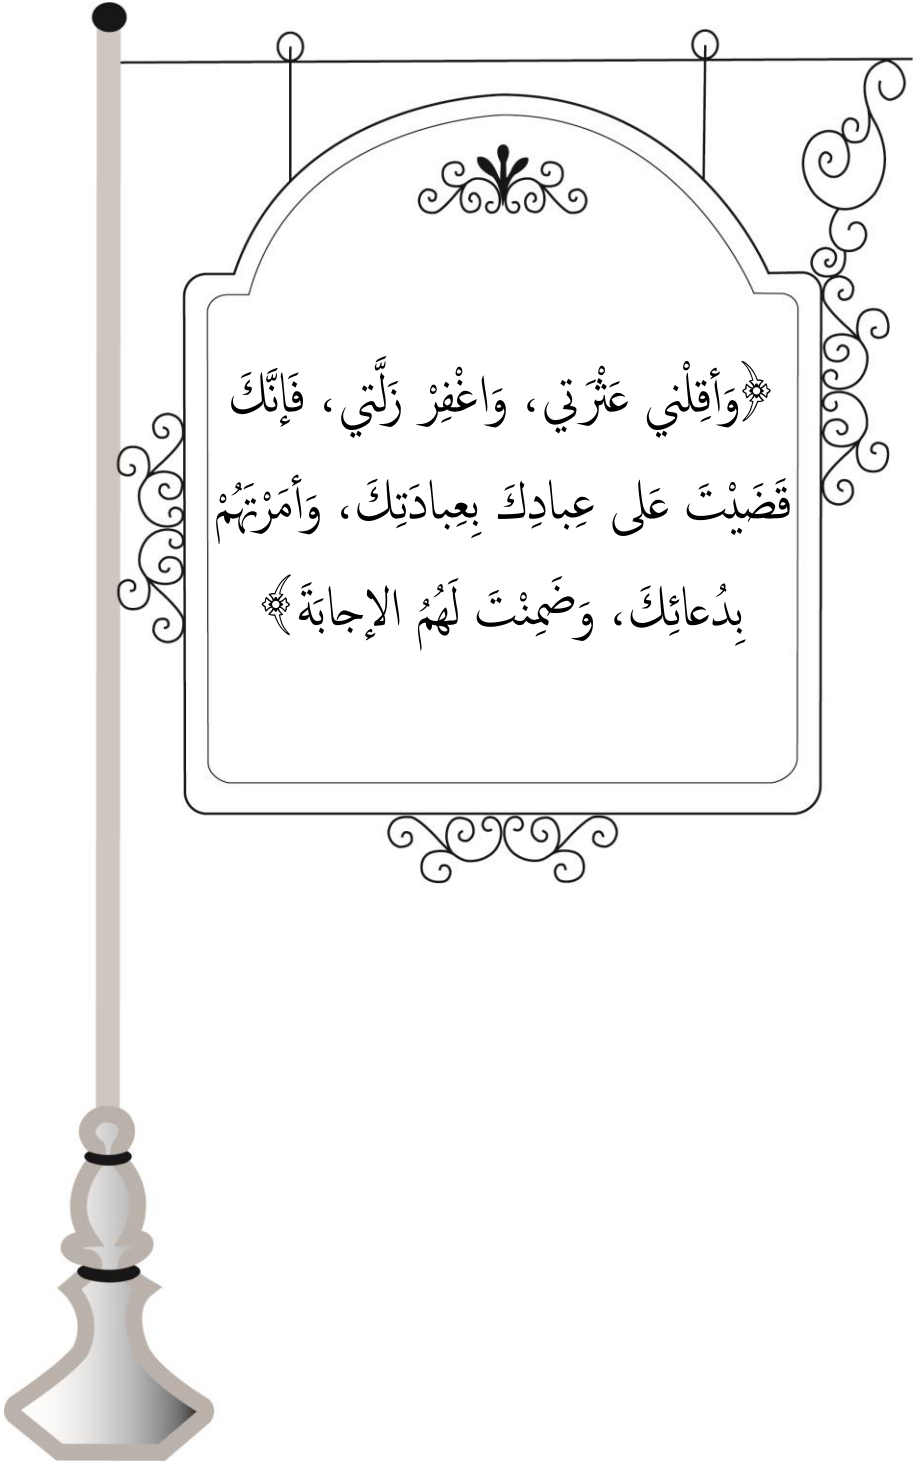 ﴿وَأقِلْني عَثْرَتي، وَاغْفِرْ زَلَّتي، فَإنَّكَ
قَضَيْتَ عَلى عِبادِكَ بِعِبادَتِكَ، وَأمَرْتَهُمْ
بِدُعائِكَ، وَضَمِنْتَ لَهُمُ الإجابَةَ﴾